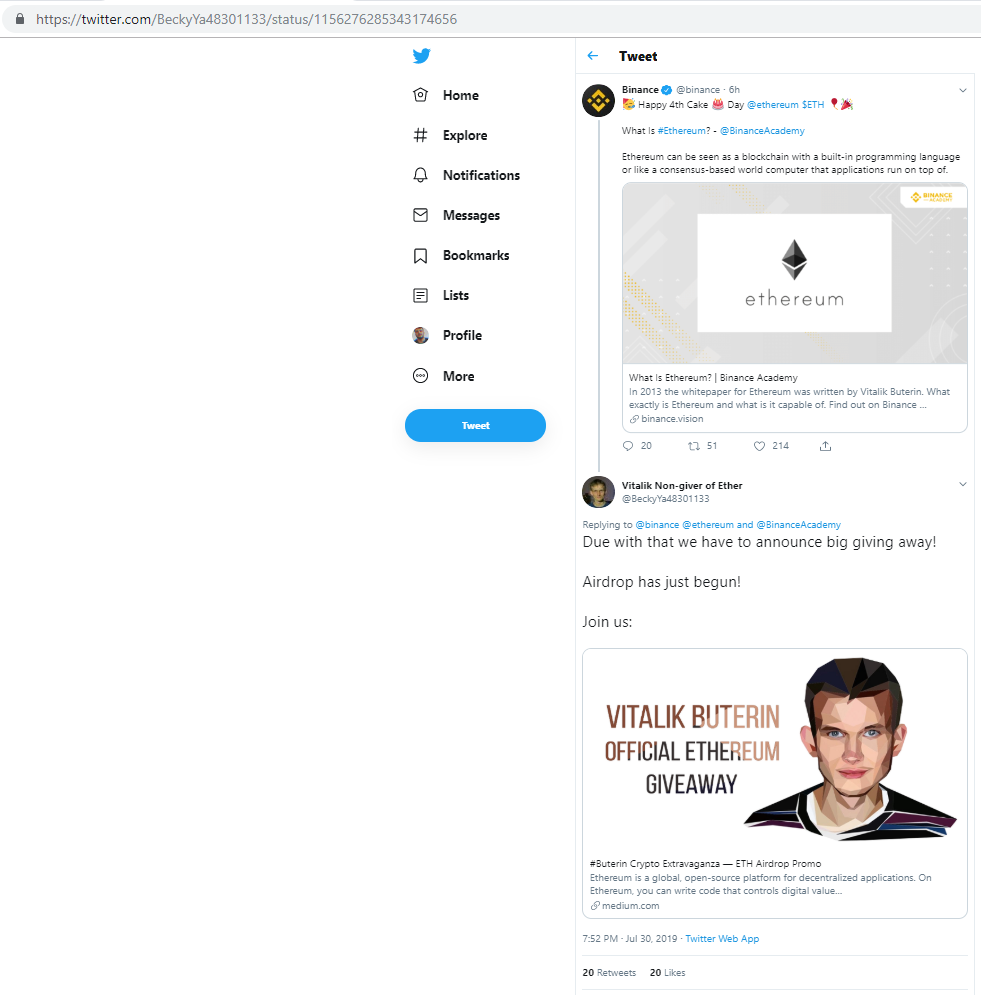 https://twitter.com/BeckyYa48301133/status/1156276285343174656
Home
Explore
Notifications
Messages
Bookmarks
Lists
Profile
More
Tweet
Tweet
Binance @binance · 6h
Happy 4th Cake Day @ethereum $ETH
What Is #Ethereum? - @BinanceAcademy
Ethereum can be seen as a blockchain with a built-in programming language
or like a consensus-based world computer that applications run on top of.
BINANCE
ACADEMY
ethereum
What Is Ethereum? | Binance Academy
In 2013 the whitepaper for Ethereum was written by Vitalik Buterin. What
exactly is Ethereum and what is it capable of. Find out on Binance ...
binance.vision
20 51 214
Vitalik Non-giver of Ether
@BeckyYa48301133
Replying to @binance @ethereum and @BinanceAcademy
Due with that we have to announce big giving away!
Airdrop has just begun!
Join us:
VITALIK BUTERIN
OFFICIAL ETHEREUM
GIVEAWAY
#Buterin Crypto Extravaganza — ETH Airdrop Promo
Ethereum is a global, open-source platform for decentralized applications. On
Ethereum, you can write code that controls digital value...
medium.com
7:52 PM · Jul 30, 2019 · Twitter Web App
20 Retweets 20 Likes